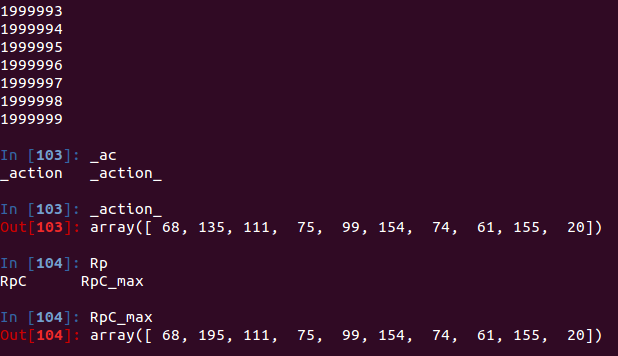 1999993
1999994
1999995
1999996
1999997
1999998
1999999
In [103]: _ac
_action   _action_
In [103]: _action_
Out[103]: array([ 68, 135, 111,  75,  99, 154,  74,  61, 155,  20])
In [104]: Rp
RpC      RpC_max
In [104]: RpC_max
Out[104]: array([ 68, 195, 111,  75,  99, 154,  74,  61, 155,  20])